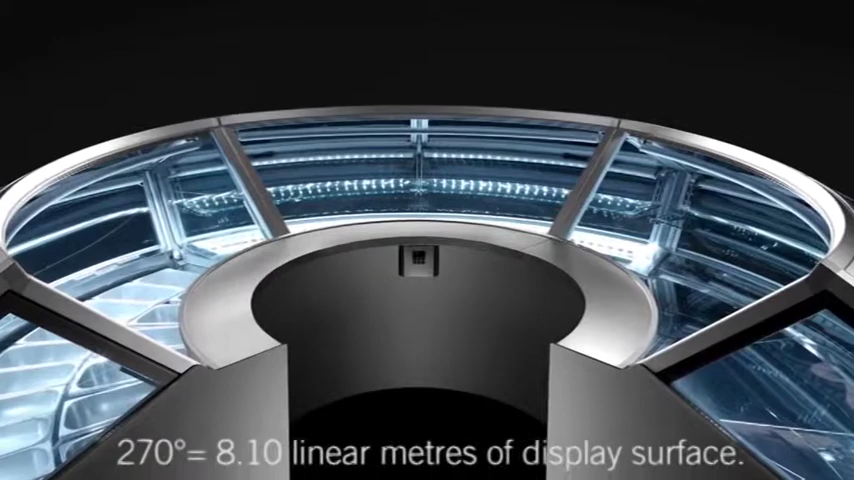 270°= 8.10 linear metres of display surface.